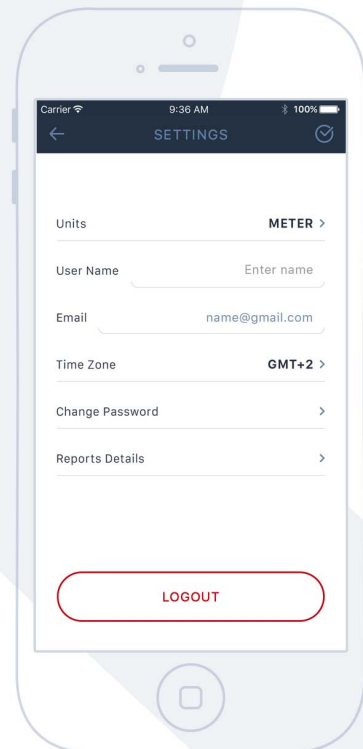 Carrier 9:36 AM 100%
SETTINGS
Units METER >
User Name Enter name
Email name@gmail.com
Time Zone GMT+2 >
Change Password >
Reports Details >
LOGOUT